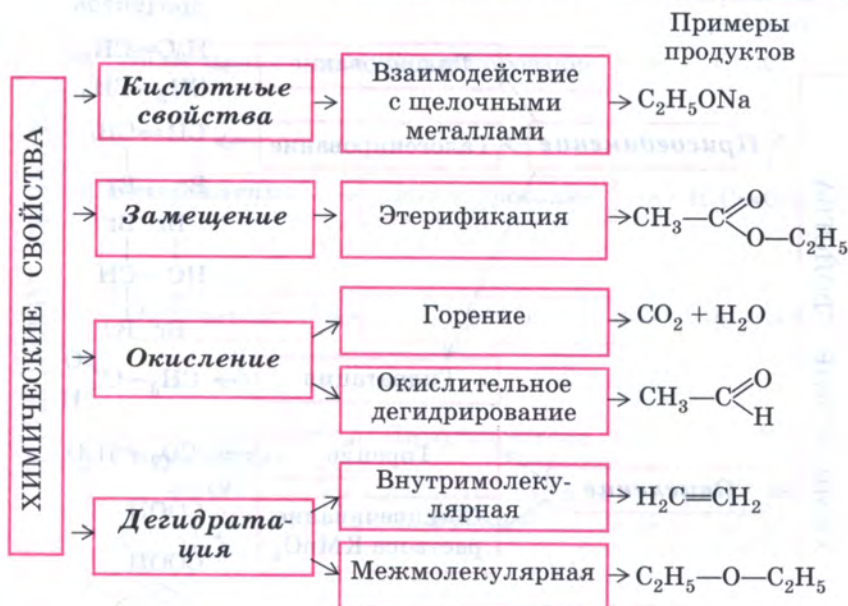 Примеры
продуктов
ХИМИЧЕСКИЕ СВОЙСТВА
Кислотные
свойства
Взаимодействие
с щелочными
металлами
C₂H₅ONa
Замещение
Этерификация
CH₃—C
O
O—C₂H₅
Окисление
Горение
CO₂ + H₂O
Окислительное
дегидрирование
CH₃—C
O
H
Дегидрата-
ция
Внутримолеку-
лярная
H₂C=CH₂
Межмолекулярная
C₂H₅—O—C₂H₅
Присоединение